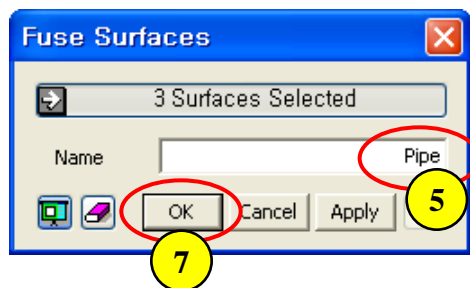 Fuse Surfaces
3 Surfaces Selected
Name Pipe
5
OK Cancel Apply
7